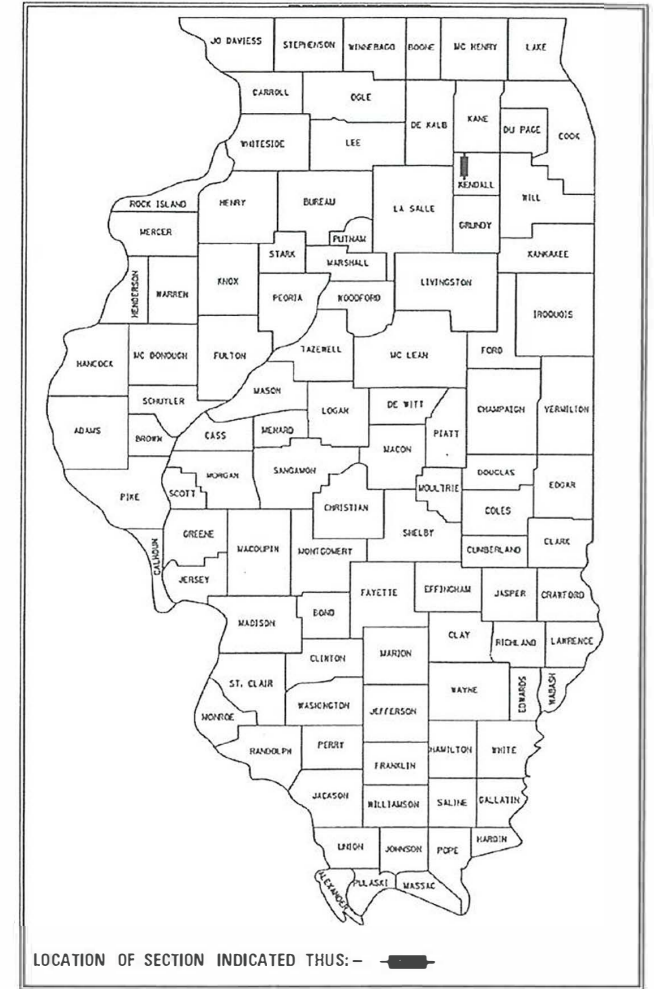 JO DAVIESS STEPHENSON WINNEBAGO BOONE MC HENRY LAKE
CARROLL OGLE DE KALB KANE DU PAGE COOK
WHITESIDE LEE
KENDALL WILL
ROCK ISLAND HENRY BUREAU LA SALLE
MERCER PUTNAM GRUNDY
STARK MARSHALL KANKAKEE
HENDERSON WARREN KNOX PEORIA WOODFORD LIVINGSTON
IROQUOIS
HANCOCK MC DONOUGH FULTON TAZEWELL MC LEAN FORD
MASON
SCHUYLER LOGAN DE WITT CHAMPAIGN VERMILION
ADAMS BROWN CASS MENARD PIATT
MACON
PIKE SCOTT MORGAN SANGAMON MOULTRIE DOUGLAS EDGAR
CHRISTIAN COLES
GREENE SHELBY
CALHOUN MACOUPIN MONTGOMERY CUMBERLAND CLARK
JERSEY FAYETTE EFFINGHAM JASPER CRAWFORD
MADISON BOND
CLAY RICHLAND LAWRENCE
CLINTON MARION
ST. CLAIR WAYNE EDWARDS WABASH
MONROE WASHINGTON JEFFERSON
RANDOLPH PERRY HAMILTON WHITE
FRANKLIN
JACKSON WILLIAMSON SALINE GALLATIN
UNION JOHNSON POPE HARDIN
ALEXANDER PULASKI MASSAC
LOCATION OF SECTION INDICATED THUS: –